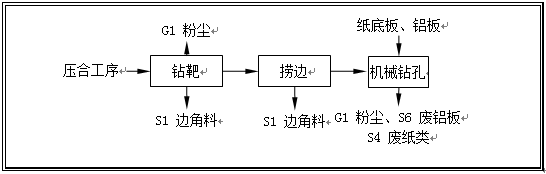 G1 粉尘
纸底板、铝板
压合工序
钻靶
捞边
机械钻孔
S1 边角料
S1 边角料
G1 粉尘、S6 废铝板
S4 废纸类